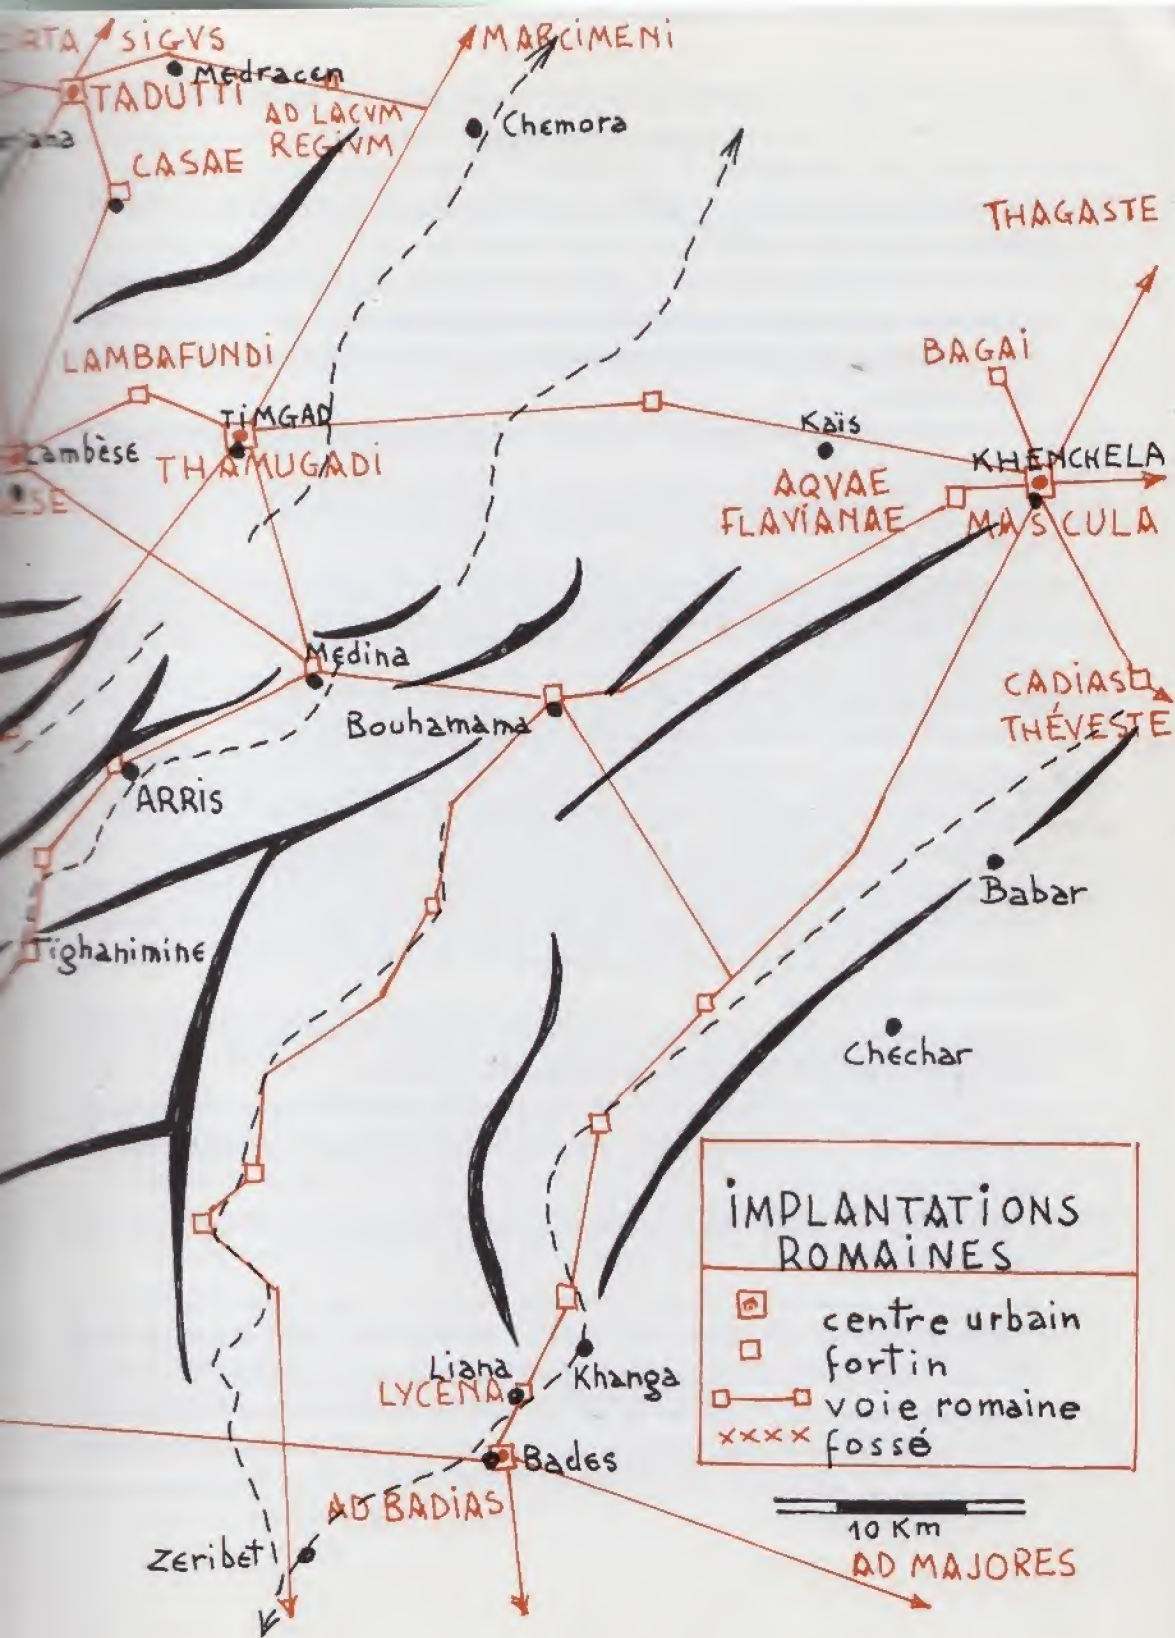 SIGVS
MARCIMENI
Medracen
TADUTTI
AD LACVM
REGIVM
Chemora
CASAE
THAGASTE
LAMBAFUNDI
BAGAI
TIMGAD
Kaïs
Lambèse
THAMUGADI
KHENCHELA
AQVAE
FLAVIANAE
MASCULA
Medina
CADIAS
THÉVESTE
Bouhamama
ARRIS
Babar
Tighanimine
Chechar
IMPLANTATIONS
ROMAINES
centre urbain
fortin
voie romaine
fossé
10 Km
Liana
LYCENA
Khanga
Bades
AD BADIAS
Zeribet
AD MAJORES